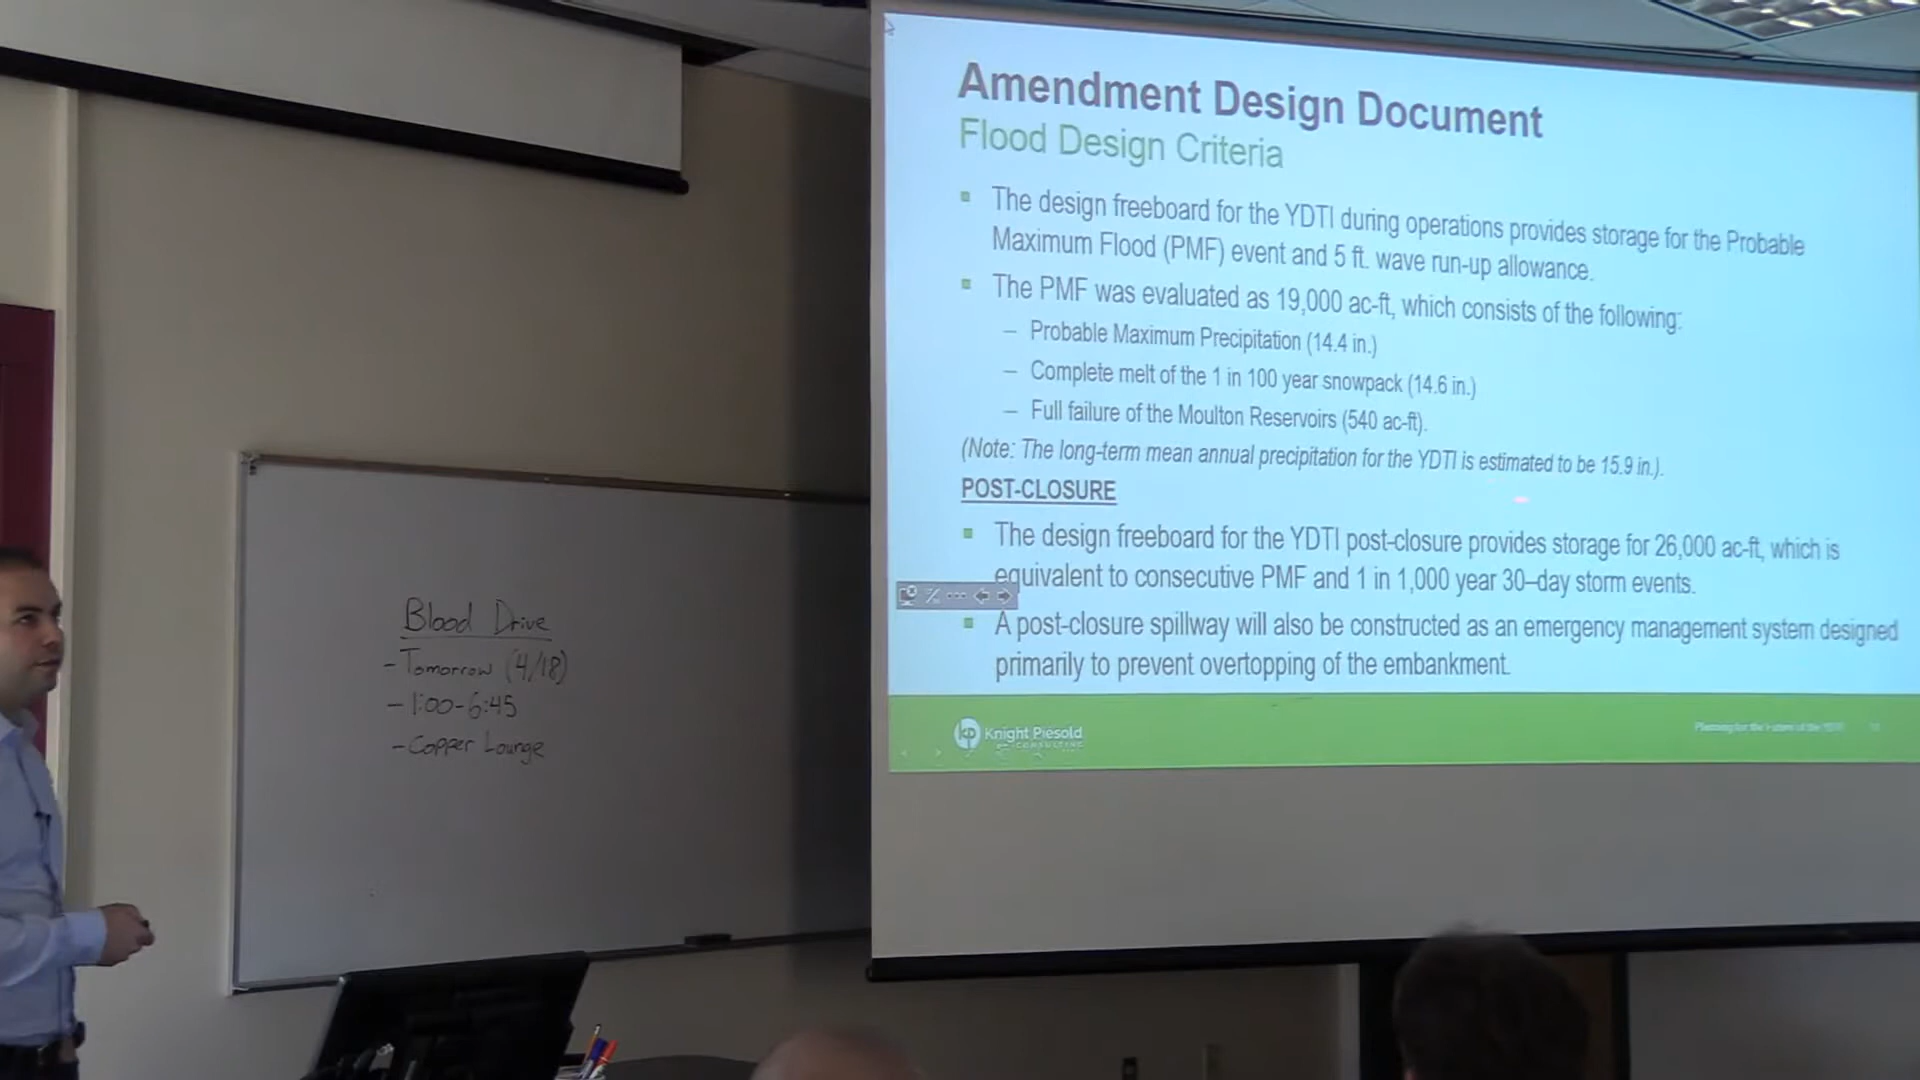 Amendment Design Document
Flood Design Criteria
The design freeboard for the YDTI during operations provides storage for the Probable
Maximum Flood (PMF) event and 5 ft. wave run-up allowance.
The PMF was evaluated as 19,000 ac-ft, which consists of the following:
– Probable Maximum Precipitation (14.4 in.)
– Complete melt of the 1 in 100 year snowpack (14.6 in.)
– Full failure of the Moulton Reservoirs (540 ac-ft).
(Note: The long-term mean annual precipitation for the YDTI is estimated to be 15.9 in.).
POST-CLOSURE
The design freeboard for the YDTI post-closure provides storage for 26,000 ac-ft, which is
equivalent to consecutive PMF and 1 in 1,000 year 30–day storm events.
A post-closure spillway will also be constructed as an emergency management system designed
primarily to prevent overtopping of the embankment.
kp Knight Piésold
CONSULTING
Blood Drive
- Tomorrow (4/18)
- 1:00-6:45
- Copper Lounge